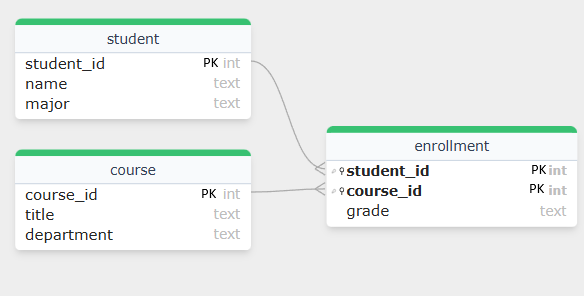 student
student_id PK int
name text
major text
course
course_id PK int
title text
department text
enrollment
student_id PK int
course_id PK int
grade text